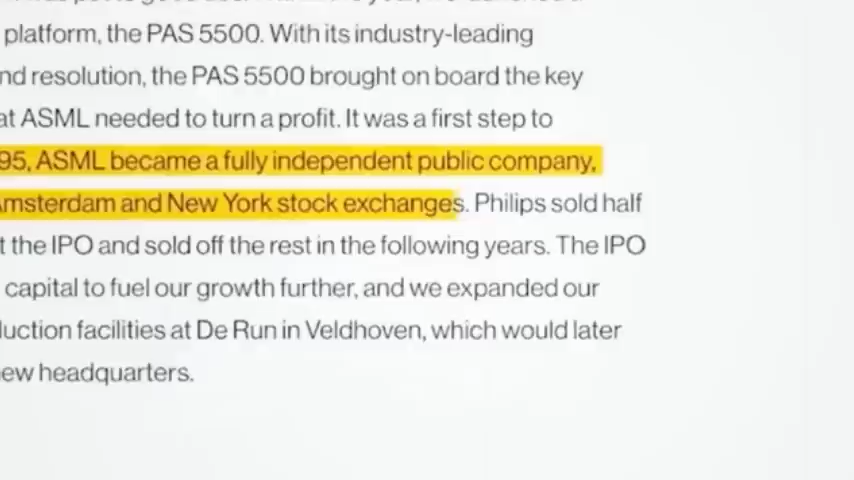 platform, the PAS 5500. With its industry-leading
nd resolution, the PAS 5500 brought on board the key
at ASML needed to turn a profit. It was a first step to
95, ASML became a fully independent public company,
Amsterdam and New York stock exchanges. Philips sold half
t the IPO and sold off the rest in the following years. The IPO
capital to fuel our growth further, and we expanded our
duction facilities at De Run in Veldhoven, which would later
ew headquarters.